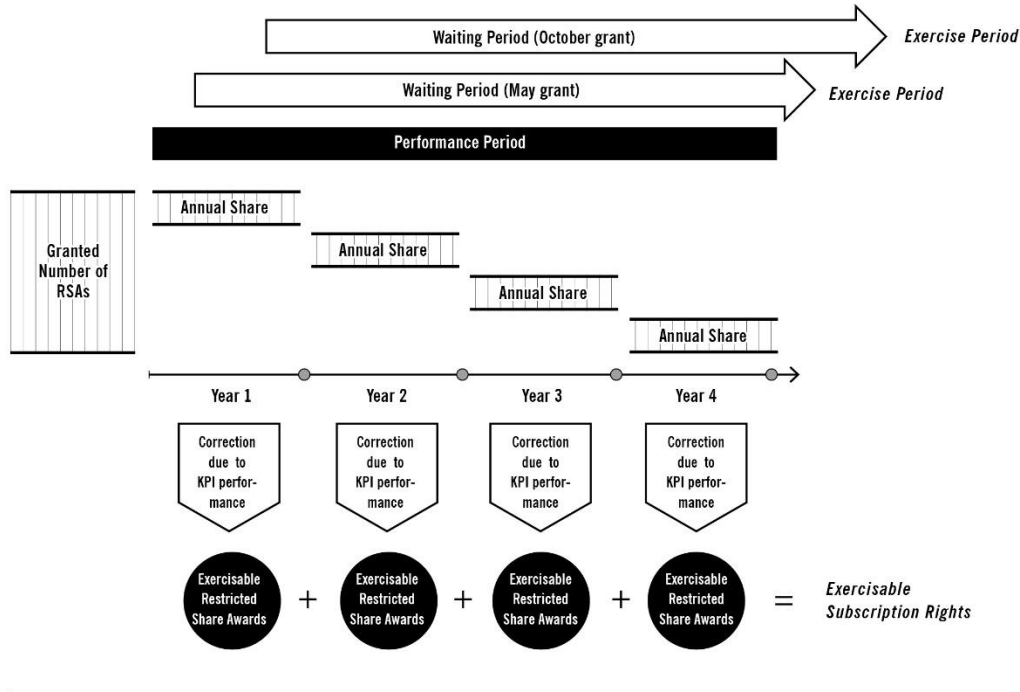 Waiting Period (October grant)
Exercise Period
Waiting Period (May grant)
Exercise Period
Performance Period
Granted
Number of
RSAs
Annual Share
Annual Share
Annual Share
Annual Share
Year 1
Year 2
Year 3
Year 4
Correction
due to
KPI perfor-
mance
Correction
due to
KPI perfor-
mance
Correction
due to
KPI perfor-
mance
Correction
due to
KPI perfor-
mance
Exercisable
Restricted
Share Awards
+
Exercisable
Restricted
Share Awards
+
Exercisable
Restricted
Share Awards
+
Exercisable
Restricted
Share Awards
=
Exercisable
Subscription Rights